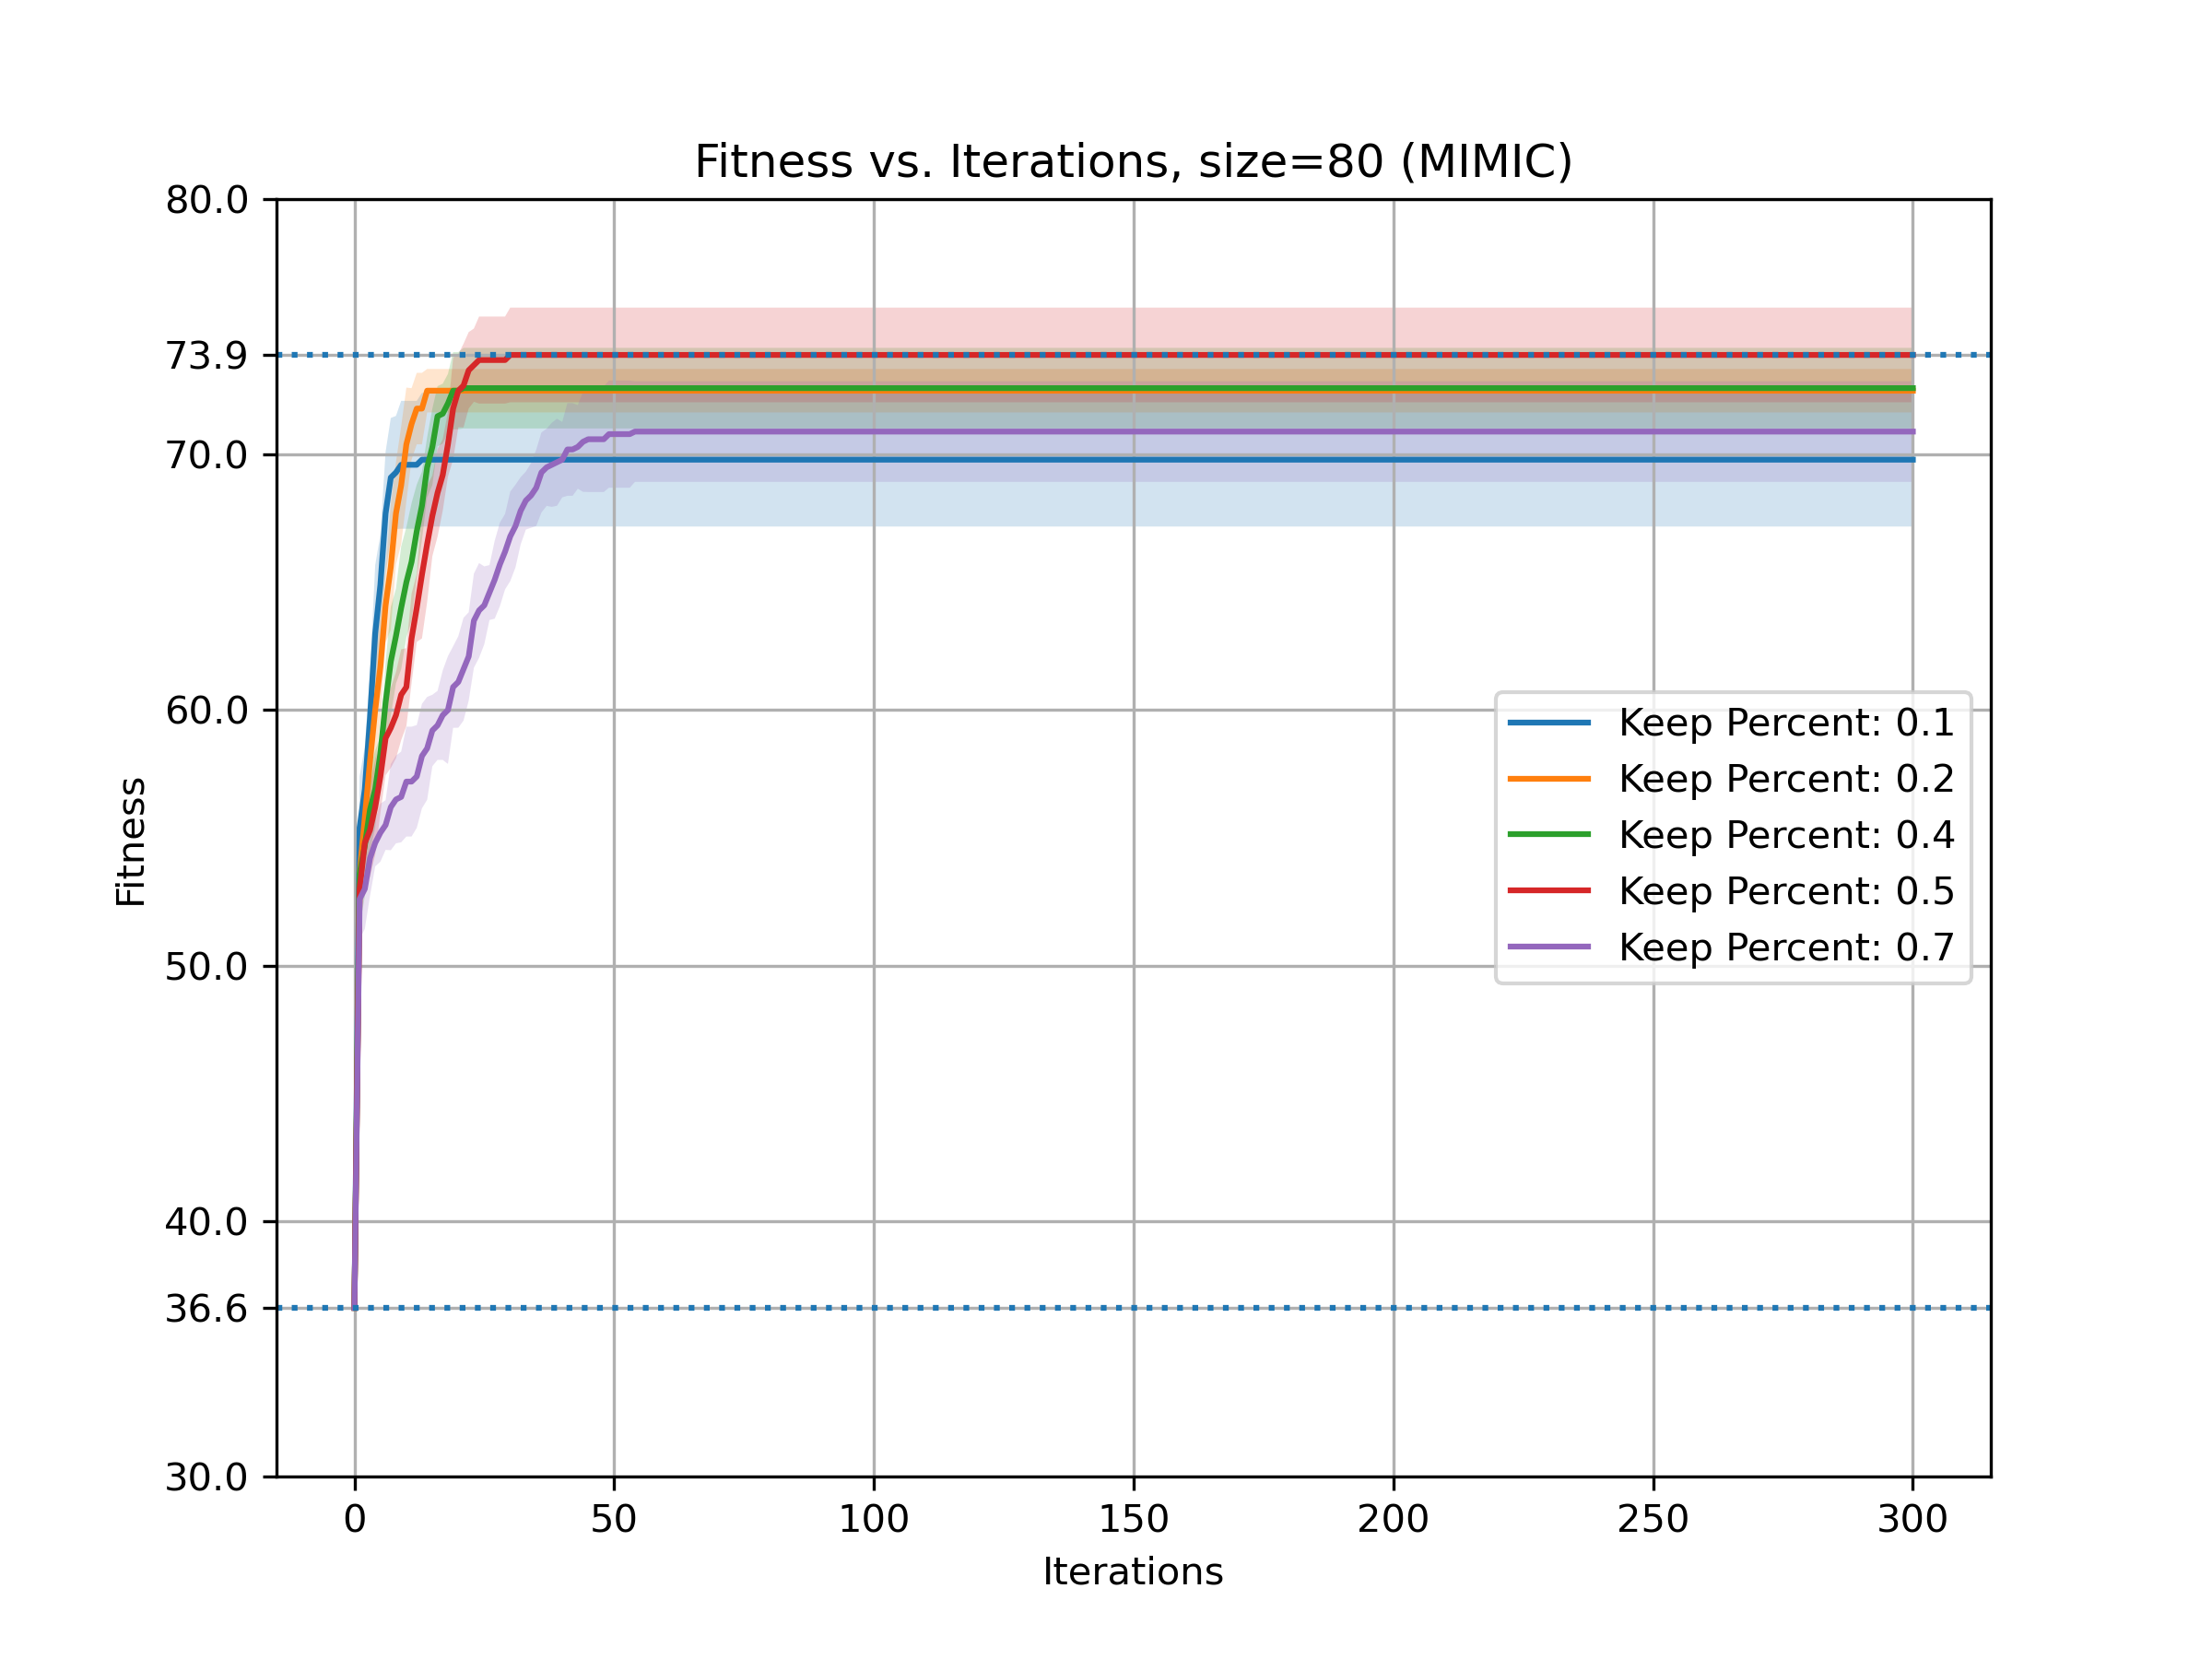 Fitness vs. Iterations, size=80 (MIMIC)
80.0
73.9
70.0
60.0
50.0
40.0
36.6
30.0
Fitness
Keep Percent: 0.1
Keep Percent: 0.2
Keep Percent: 0.4
Keep Percent: 0.5
Keep Percent: 0.7
0 50 100 150 200 250 300
Iterations